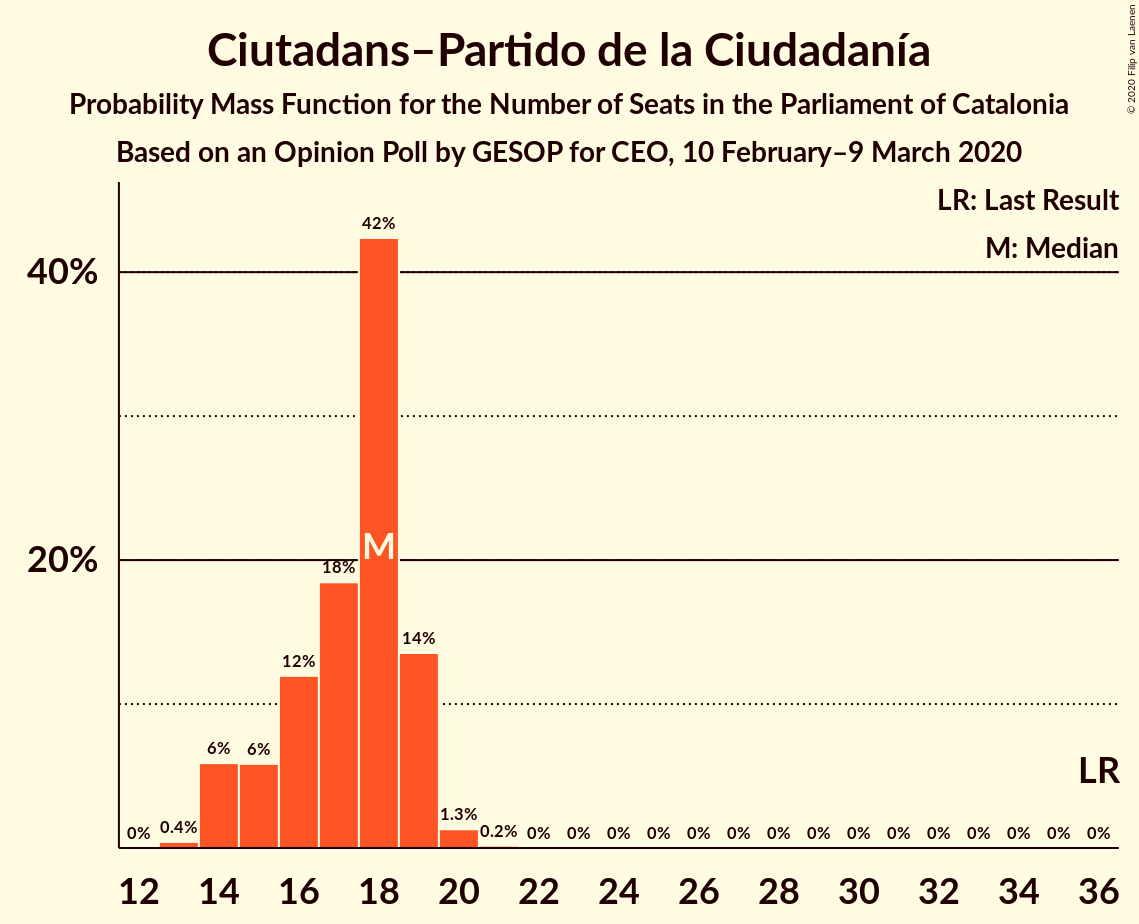 Ciutadans–Partido de la Ciudadanía
Probability Mass Function for the Number of Seats in the Parliament of Catalonia
Based on an Opinion Poll by GESOP for CEO, 10 February–9 March 2020
© 2020 Filip van Laenen
LR: Last Result
M: Median
40%
20%
0% 0.4% 6% 6% 12% 18% 42% 14% 1.3% 0.2% 0% 0% 0% 0% 0% 0% 0% 0% 0% 0% 0% 0% 0% 0% 0%
M
LR
12 14 16 18 20 22 24 26 28 30 32 34 36